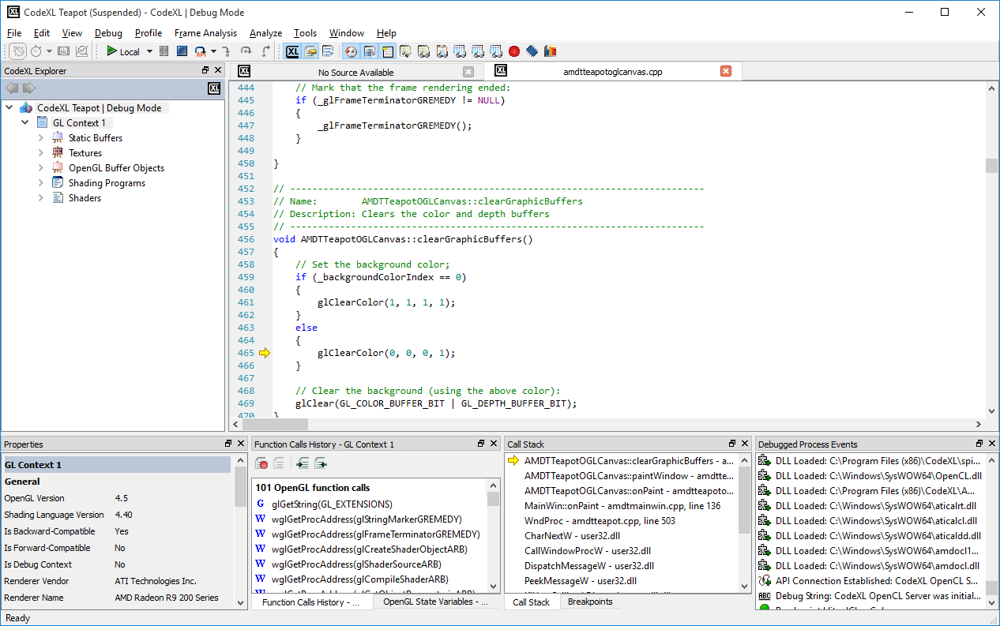 CodeXL Teapot (Suspended) - CodeXL | Debug Mode
File Edit View Debug Profile Frame Analysis Analyze Tools Window Help
Local
CodeXL Explorer
CodeXL Teapot | Debug Mode
GL Context 1
Static Buffers
Textures
OpenGL Buffer Objects
Shading Programs
Shaders
No Source Available
amdtteapotoglcanvas.cpp
444 // Mark that the frame rendering ended:
445 if (_glFrameTerminatorGREMEDY != NULL)
446 {
447 _glFrameTerminatorGREMEDY();
448 }
449
450 }
451
452 // ---------------------------------------------------------------------------
453 // Name:        AMDTTeapotOGLCanvas::clearGraphicBuffers
454 // Description: Clears the color and depth buffers
455 // ---------------------------------------------------------------------------
456 void AMDTTeapotOGLCanvas::clearGraphicBuffers()
457 {
458 // Set the background color;
459 if (_backgroundColorIndex == 0)
460 {
461 glClearColor(1, 1, 1, 1);
462 }
463 else
464 {
465 glClearColor(0, 0, 0, 1);
466 }
467
468 // Clear the background (using the above color):
469 glClear(GL_COLOR_BUFFER_BIT | GL_DEPTH_BUFFER_BIT);
470 }
Properties
GL Context 1
General
OpenGL Version 4.5
Shading Language Version 4.40
Is Backward-Compatible Yes
Is Forward-Compatible No
Is Debug Context No
Renderer Vendor ATI Technologies Inc.
Renderer Name AMD Radeon R9 200 Series
Function Calls History - GL Context 1
101 OpenGL function calls
G glGetString(GL_EXTENSIONS)
W wglGetProcAddress(glStringMarkerGREMEDY)
W wglGetProcAddress(glFrameTerminatorGREMEDY)
W wglGetProcAddress(glCreateShaderObjectARB)
W wglGetProcAddress(glShaderSourceARB)
W wglGetProcAddress(glCompileShaderARB)
Function Calls History - ...
OpenGL State Variables - ...
Call Stack
AMDTTeapotOGLCanvas::clearGraphicBuffers - a...
AMDTTeapotOGLCanvas::paintWindow - amdtte...
AMDTTeapotOGLCanvas::onPaint - amdtteapoto...
MainWin::onPaint - amdtmainwin.cpp, line 136
WndProc - amdtteapot.cpp, line 503
CharNextW - user32.dll
CallWindowProcW - user32.dll
DispatchMessageW - user32.dll
PeekMessageW - user32.dll
Call Stack
Breakpoints
Debugged Process Events
DLL Loaded: C:\Program Files (x86)\CodeXL\spi...
DLL Loaded: C:\Windows\SysWOW64\OpenCL.dll
DLL Loaded: C:\Program Files (x86)\CodeXL\A...
DLL Loaded: C:\Windows\SysWOW64\aticalrt.dll
DLL Loaded: C:\Windows\SysWOW64\aticalcl.dll
DLL Loaded: C:\Windows\SysWOW64\aticaldd.dll
DLL Loaded: C:\Windows\SysWOW64\amdocl1...
DLL Loaded: C:\Windows\SysWOW64\amdocl.dll
API Connection Established: CodeXL OpenCL S...
ABC Debug String: CodeXL OpenCL Server was initial...
Ready